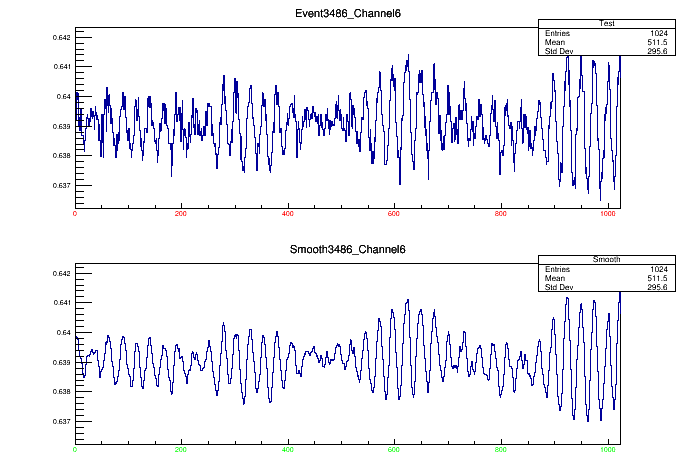 Event3486_Channel6
Test
Entries 1024
Mean 511.5
Std Dev 295.6
0.642
0.641
0.64
0.639
0.638
0.637
0 200 400 600 800 1000
Smooth3486_Channel6
Smooth
Entries 1024
Mean 511.5
Std Dev 295.6
0.642
0.641
0.64
0.639
0.638
0.637
0 200 400 600 800 1000